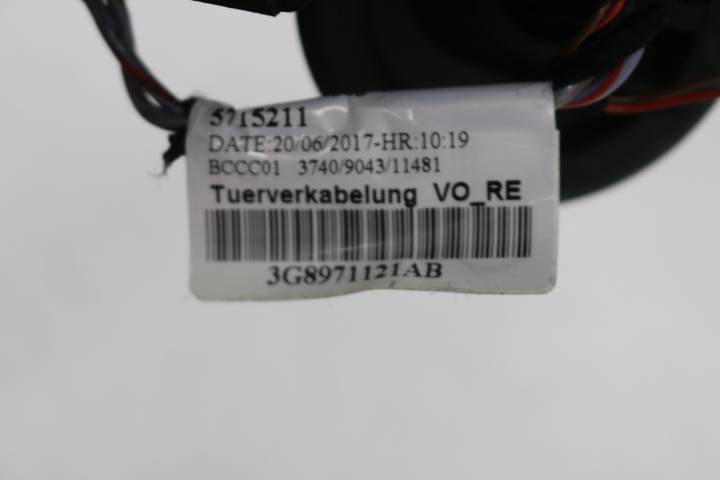 5715211
DATE:20/06/2017-HR:10:19
BCCC01 3740/9043/11481
Tuerverkabelung VO_RE
3G8971121AB